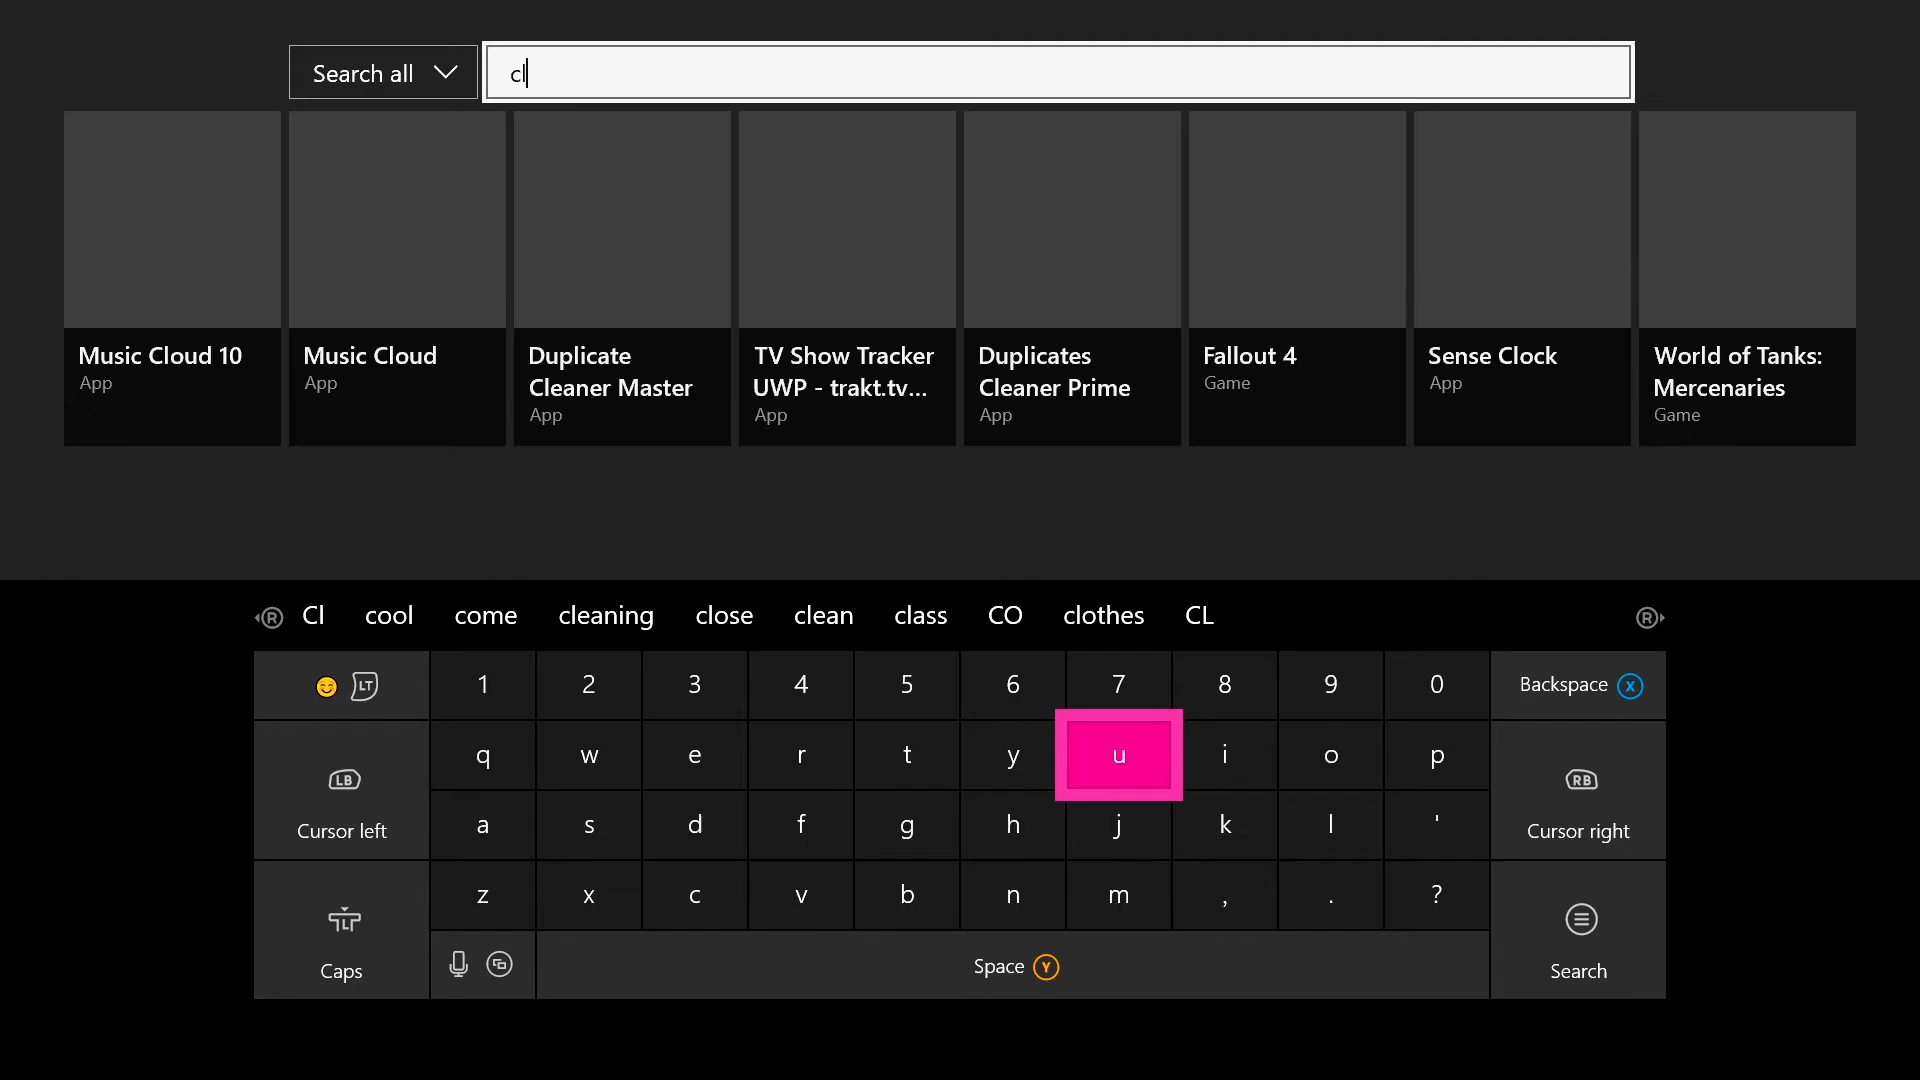 Search all
cl
Music Cloud 10
App
Music Cloud
App
Duplicate
Cleaner Master
App
TV Show Tracker
UWP - trakt.tv...
App
Duplicates
Cleaner Prime
App
Fallout 4
Game
Sense Clock
App
World of Tanks:
Mercenaries
Game
R Cl cool come cleaning close clean class CO clothes CL R
LT 1 2 3 4 5 6 7 8 9 0 Backspace X
q w e r t y u i o p
LB
Cursor left
RB
Cursor right
a s d f g h j k l '
z x c v b n m , . ?
Caps
Space Y
Search